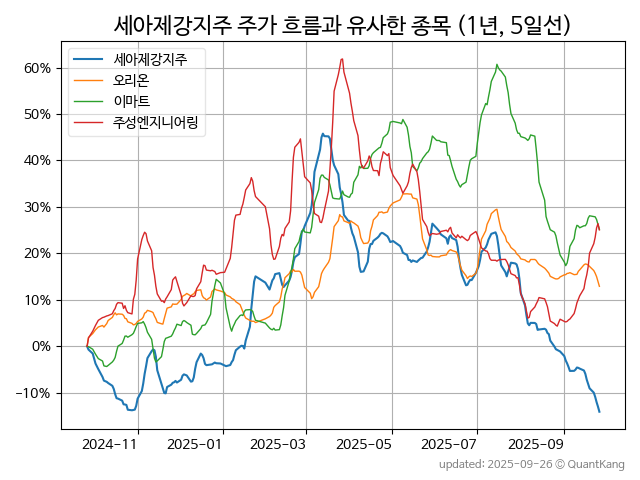 세아제강지주 주가 흐름과 유사한 종목 (1년, 5일선)
세아제강지주
오리온
이마트
주성엔지니어링
60%
50%
40%
30%
20%
10%
0%
−10%
2024-11
2025-01
2025-03
2025-05
2025-07
2025-09
updated: 2025-09-26 © QuantKang